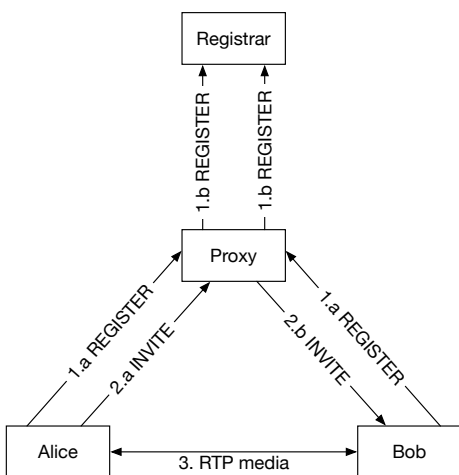 Registrar
1.b REGISTER
1.b REGISTER
Proxy
1.a REGISTER
2.a INVITE
2.b INVITE
1.a REGISTER
Alice
3. RTP media
Bob